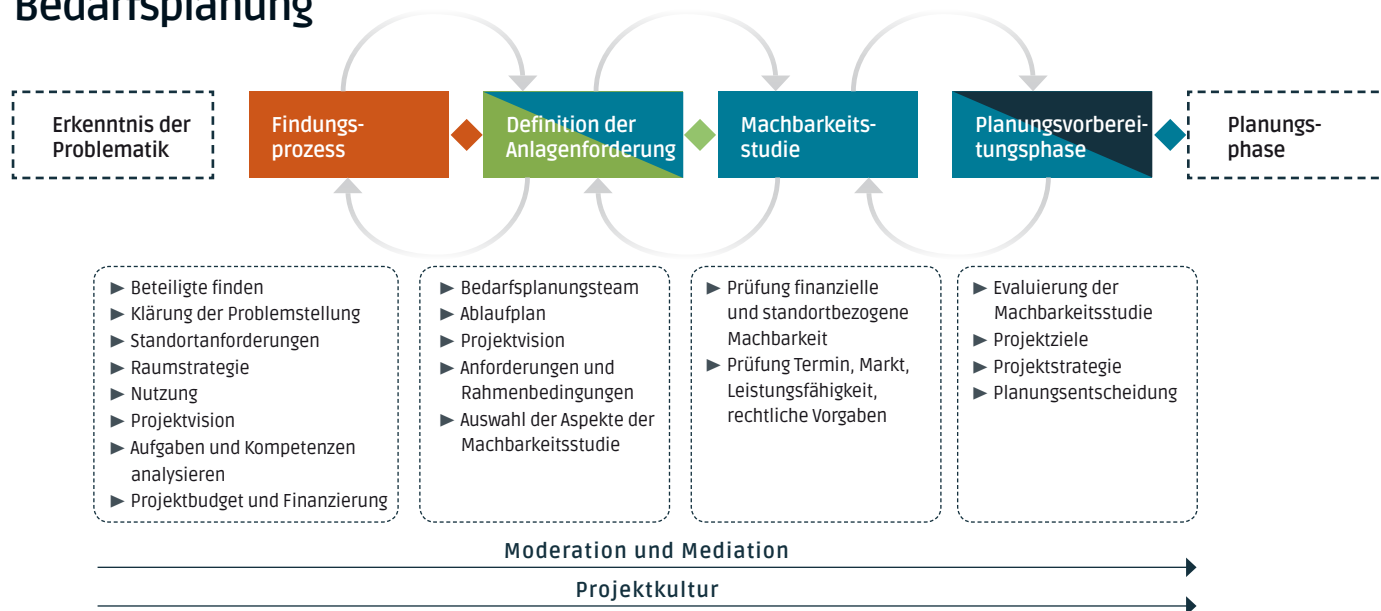 Bedarfsplanung
Erkenntnis der
Problematik
Findungs-
prozess
Definition der
Anlagenforderung
Machbarkeits-
studie
Planungsvorberei-
tungsphase
Planungs-
phase
► Beteiligte finden
► Klärung der Problemstellung
► Standortanforderungen
► Raumstrategie
► Nutzung
► Projektvision
► Aufgaben und Kompetenzen
analysieren
► Projektbudget und Finanzierung
► Bedarfsplanungsteam
► Ablaufplan
► Projektvision
► Anforderungen und
Rahmenbedingungen
► Auswahl der Aspekte der
Machbarkeitsstudie
► Prüfung finanzielle
und standortbezogene
Machbarkeit
► Prüfung Termin, Markt,
Leistungsfähigkeit,
rechtliche Vorgaben
► Evaluierung der
Machbarkeitsstudie
► Projektziele
► Projektstrategie
► Planungsentscheidung
Moderation und Mediation
Projektkultur